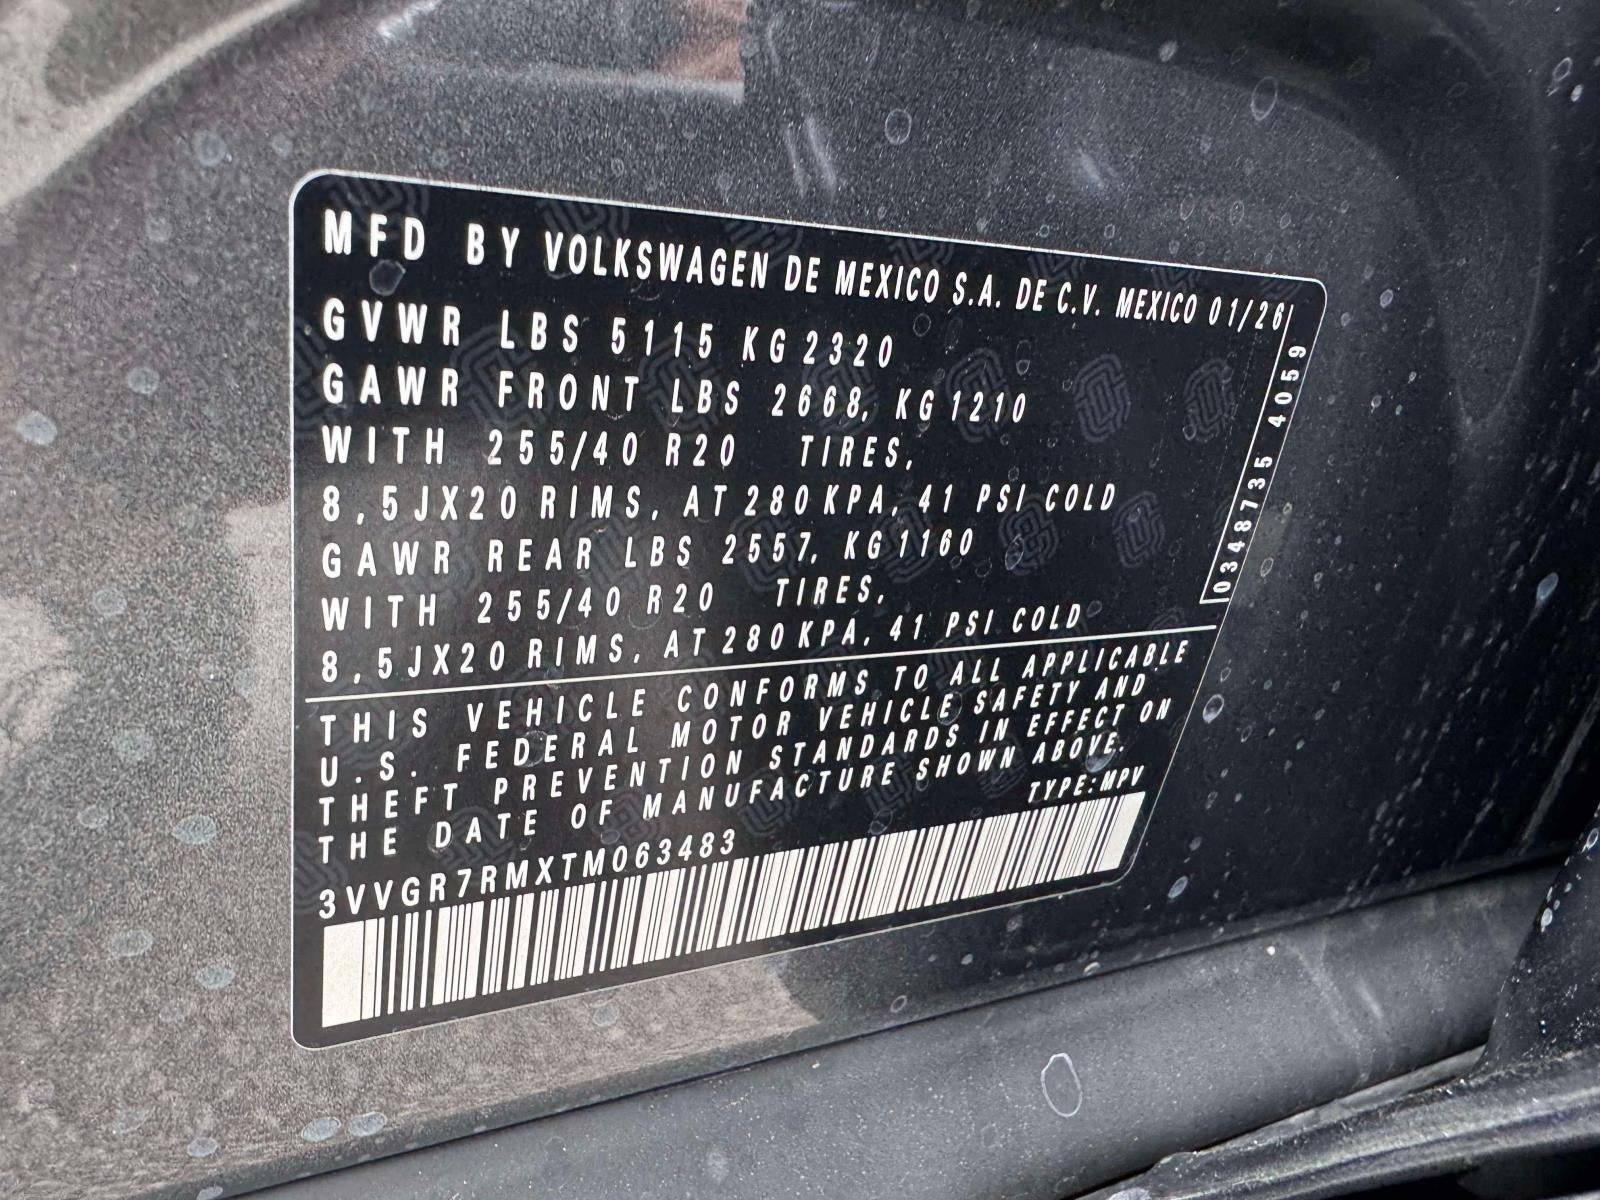 MFD BY VOLKSWAGEN DE MEXICO S.A. DE C.V. MEXICO 01/26
GVWR LBS 5115 KG 2320
GAWR FRONT LBS 2668, KG 1210
WITH 255/40 R20 TIRES,
8,5JX20 RIMS, AT 280 KPA, 41 PSI COLD
GAWR REAR LBS 2557, KG 1160
WITH 255/40 R20 TIRES,
8,5JX20 RIMS, AT 280 KPA, 41 PSI COLD
0348735 4059
THIS VEHICLE CONFORMS TO ALL APPLICABLE
U.S. FEDERAL MOTOR VEHICLE SAFETY AND
THEFT PREVENTION STANDARDS IN EFFECT ON
THE DATE OF MANUFACTURE SHOWN ABOVE.
TYPE:MPV
3VVGR7RMXTM063483